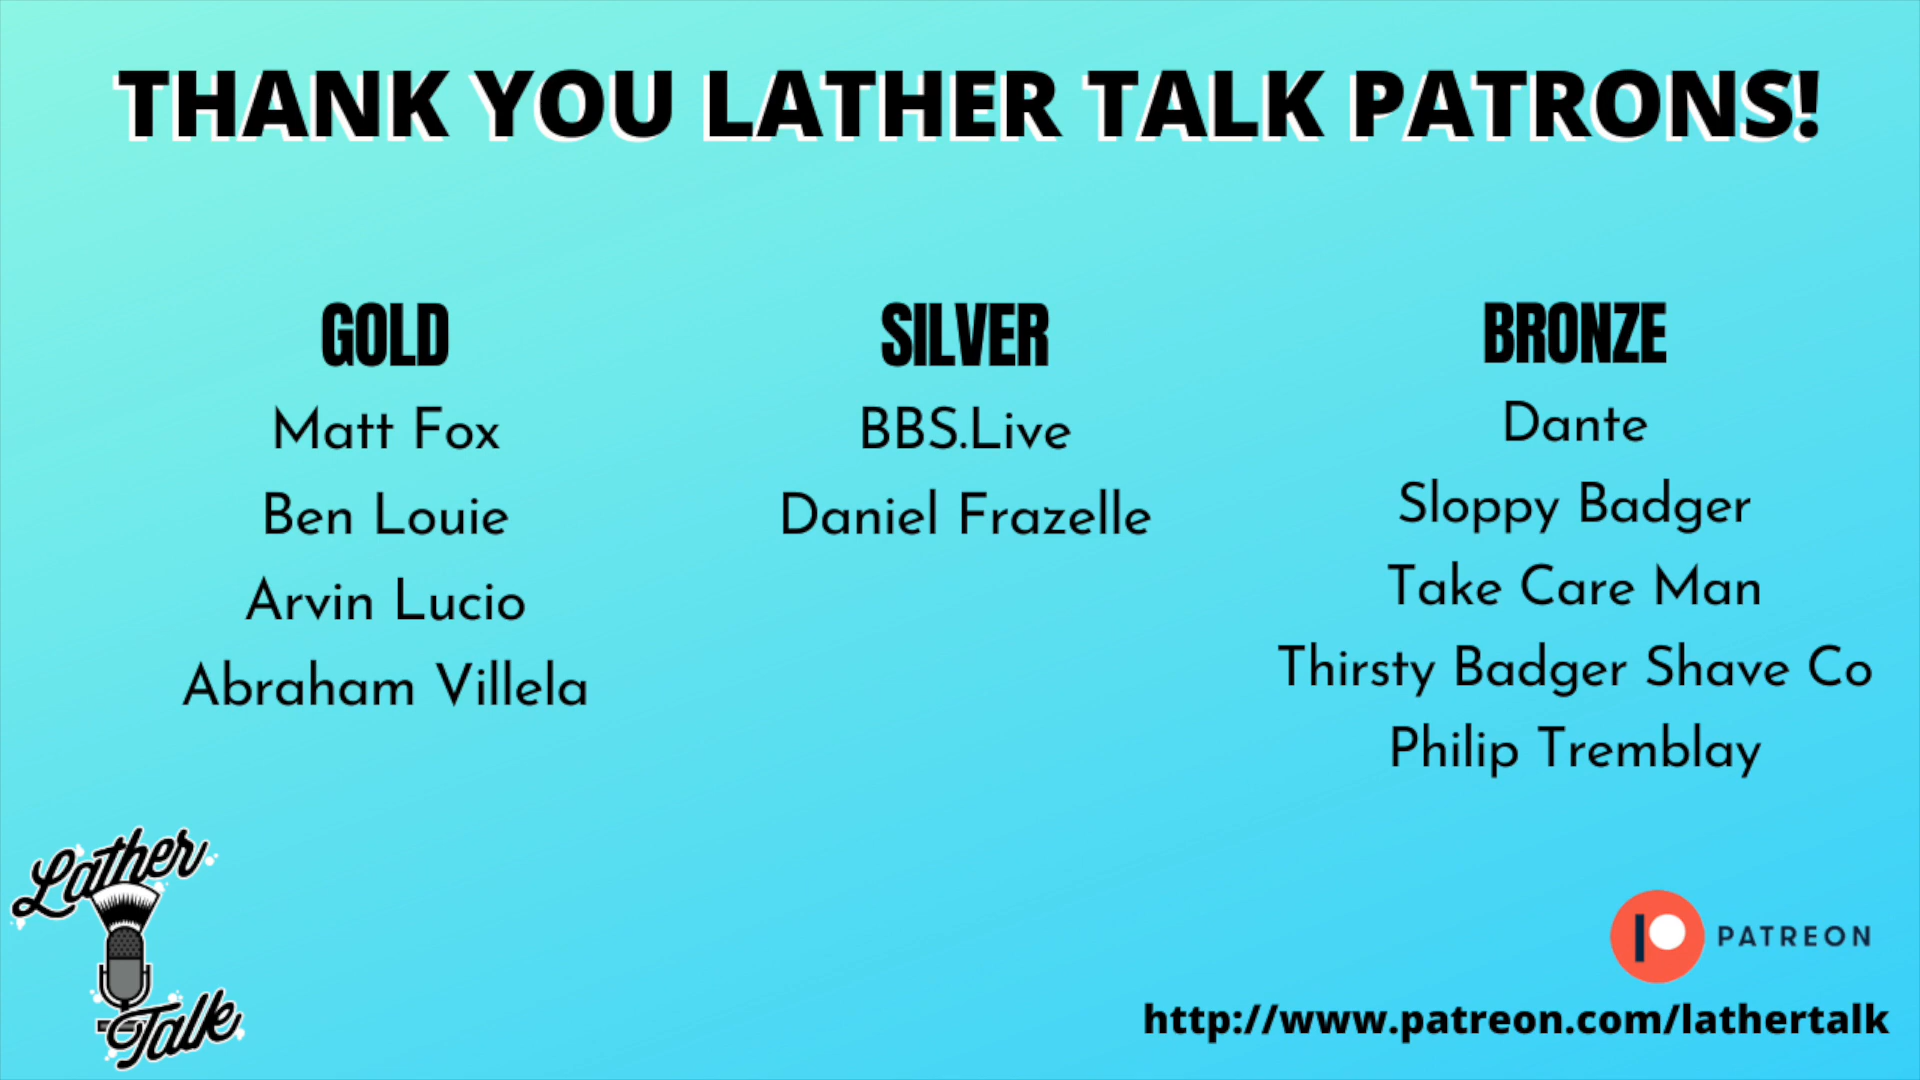 THANK YOU LATHER TALK PATRONS!
GOLD
Matt Fox
Ben Louie
Arvin Lucio
Abraham Villela
SILVER
BBS.Live
Daniel Frazelle
BRONZE
Dante
Sloppy Badger
Take Care Man
Thirsty Badger Shave Co
Philip Tremblay
Lather
Talk
PATREON
http://www.patreon.com/lathertalk